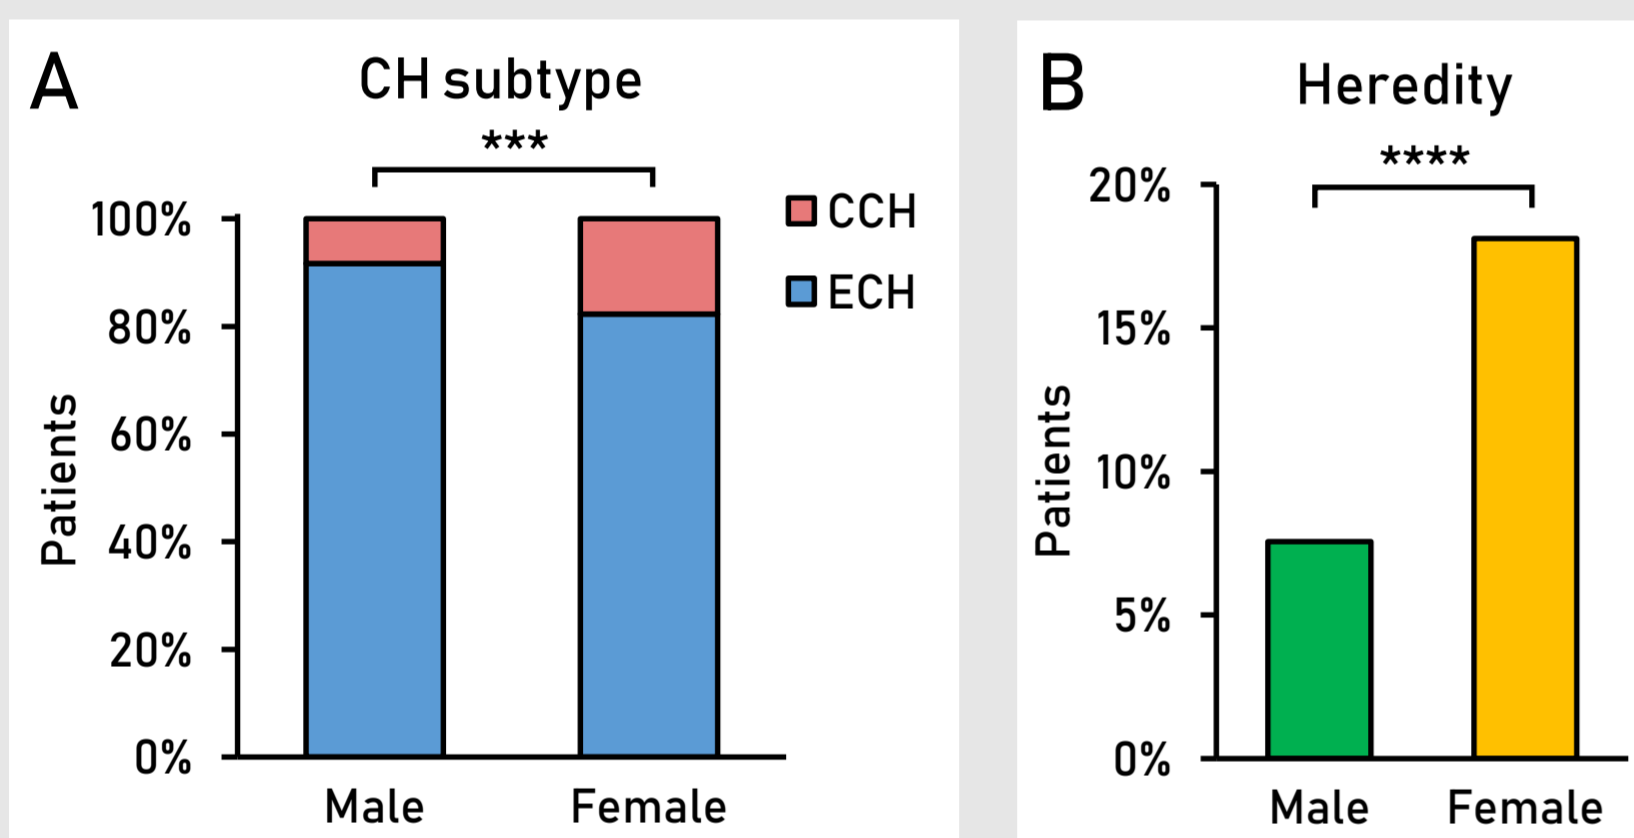 A
CH subtype
***
100%
80%
60%
40%
20%
0%
Patients
Male
Female
CCH
ECH
B
Heredity
****
20%
15%
10%
5%
0%
Patients
Male
Female